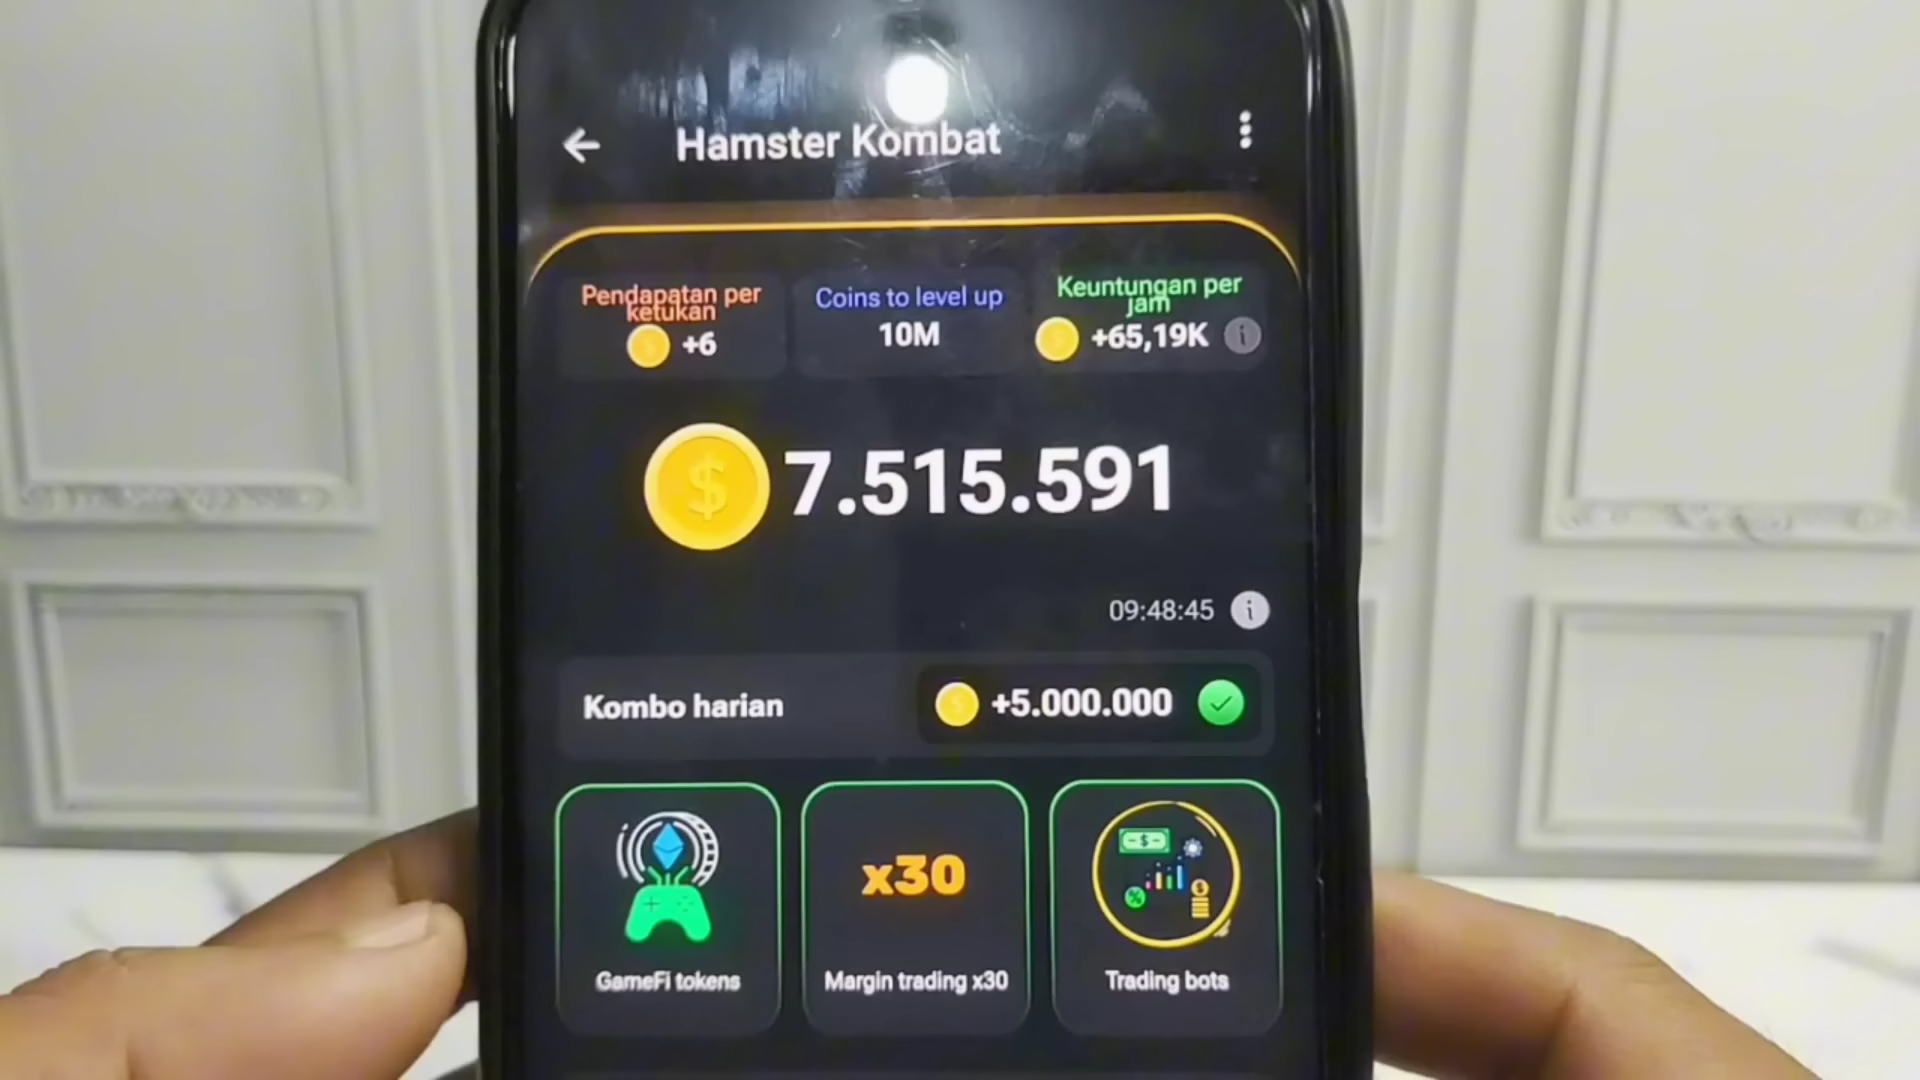 Hamster Kombat
Pendapatan per
ketukan
+6
Coins to level up
10M
Keuntungan per
jam
+65,19K
i
$ 7.515.591
09:48:45 i
Kombo harian
+5.000.000
GameFi tokens
x30
Margin trading x30
$
%
$
Trading bots